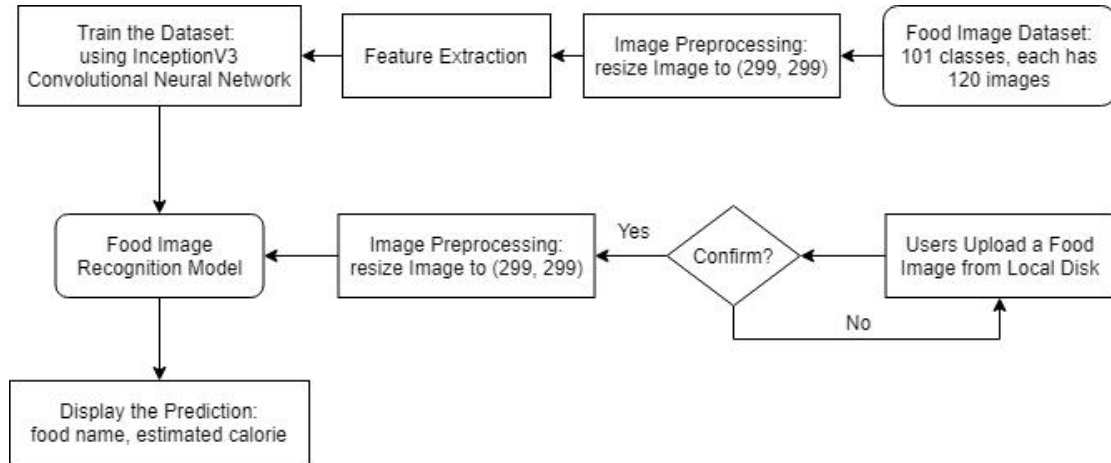 Train the Dataset:
using InceptionV3
Convolutional Neural Network
Feature Extraction
Image Preprocessing:
resize Image to (299, 299)
Food Image Dataset:
101 classes, each has
120 images
Food Image
Recognition Model
Image Preprocessing:
resize Image to (299, 299)
Yes
Confirm?
No
Users Upload a Food
Image from Local Disk
Display the Prediction:
food name, estimated calorie